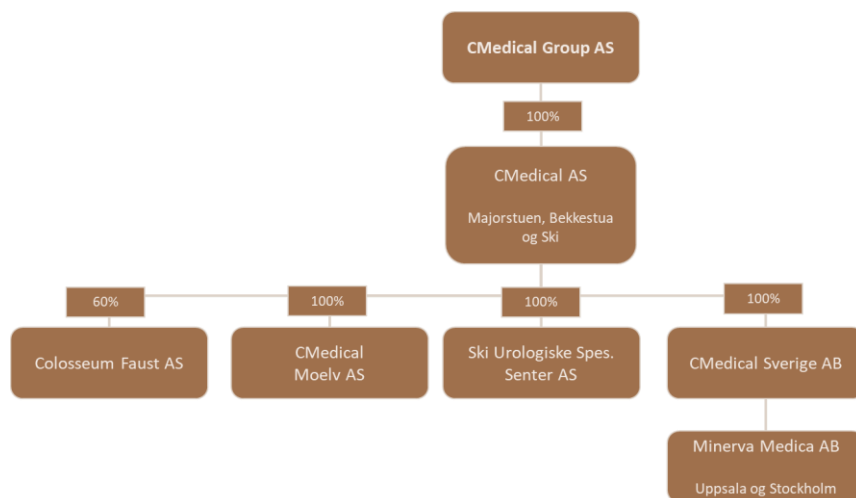 CMedical Group AS
100%
CMedical AS
Majorstuen, Bekkestua
og Ski
60%
100%
100%
100%
Colosseum Faust AS
CMedical
Moelv AS
Ski Urologiske Spes.
Senter AS
CMedical Sverige AB
Minerva Medica AB
Uppsala og Stockholm